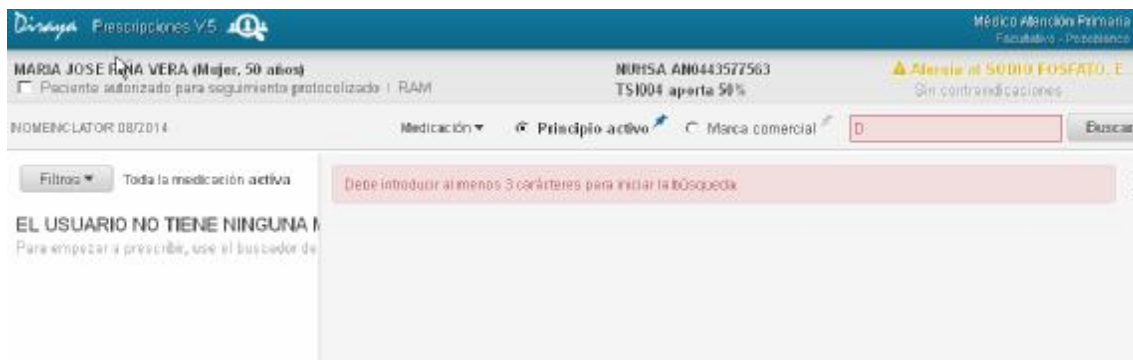 Diraya Prescripciones V.5
Médico Atención Primaria
Facultativo - Pozoblanco
MARIA JOSE VERA (Mujer, 50 años)
Paciente autorizado para seguimiento protocolizado | RAM
NUHSA AN0443577563
TSI004 aporta 50%
Alergia al SODIO FOSFATO, E
Sin contraindicaciones
NOMENCLATOR 08/2014
Medicación
Principio activo
Marca comercial
D
Buscar
Filtros
Toda la medicación activa
Debe introducir al menos 3 carácteres para iniciar la búsqueda
EL USUARIO NO TIENE NINGUNA M
Para empezar a prescribir, use el buscador de